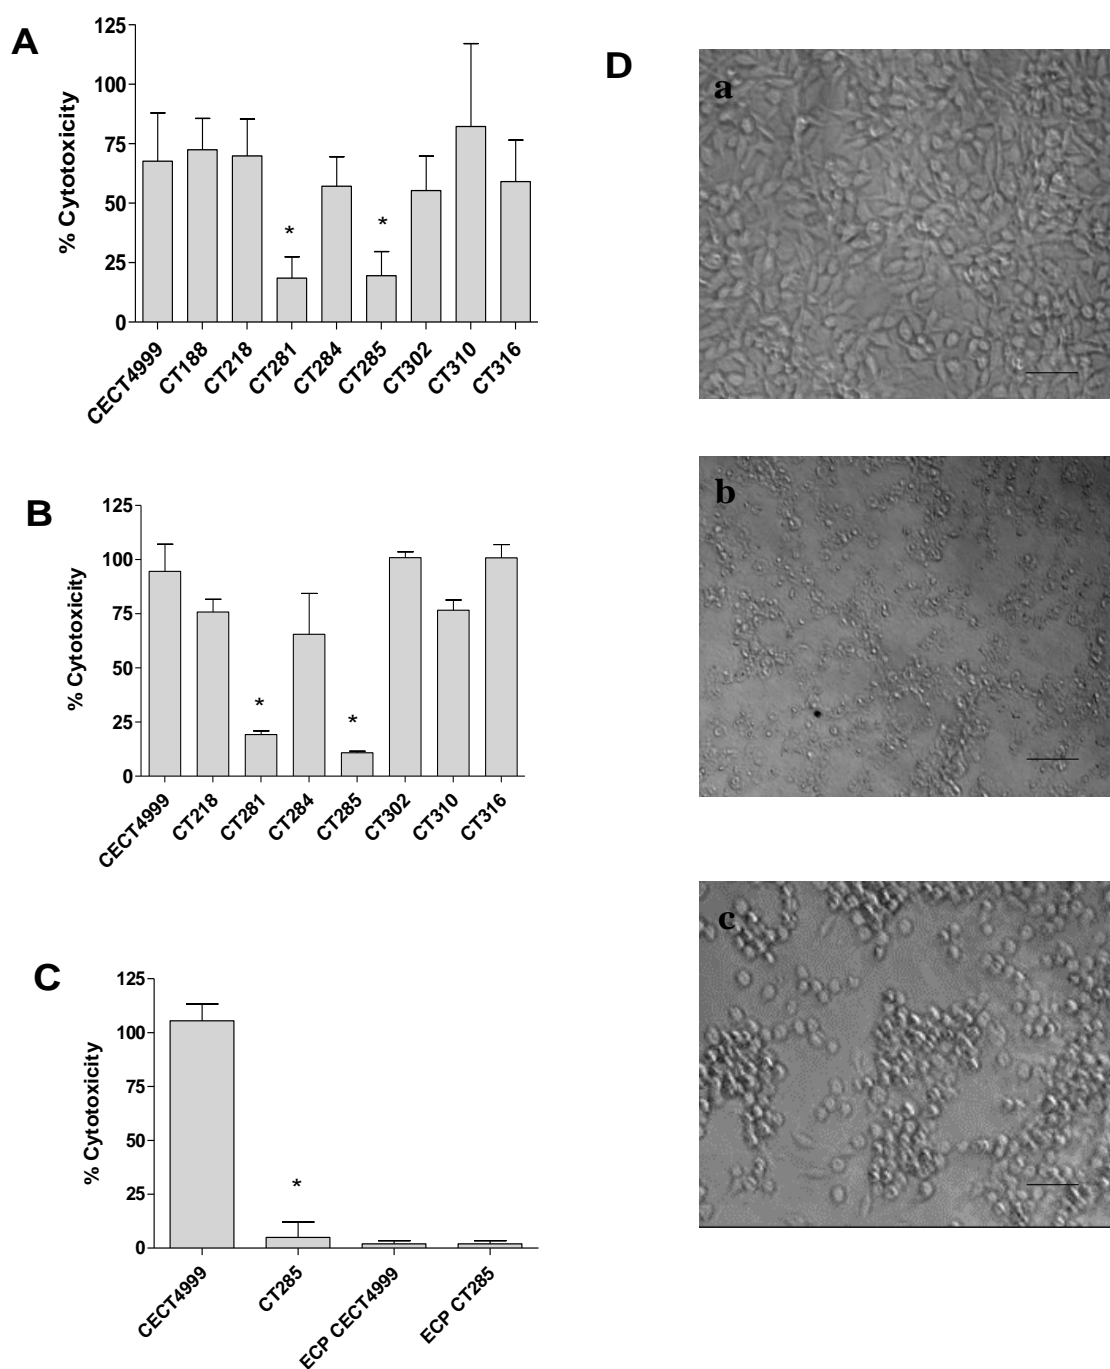 A
125
100
75
50
25
0
% Cytotoxicity
*
*
CECT4999
CT188
CT218
CT281
CT284
CT285
CT302
CT310
CT316
B
125
100
75
50
25
0
% Cytotoxicity
*
*
CECT4999
CT218
CT281
CT284
CT285
CT302
CT310
CT316
C
125
100
75
50
25
0
% Cytotoxicity
*
CECT4999
CT285
ECP CECT4999
ECP CT285
D
a
b
c